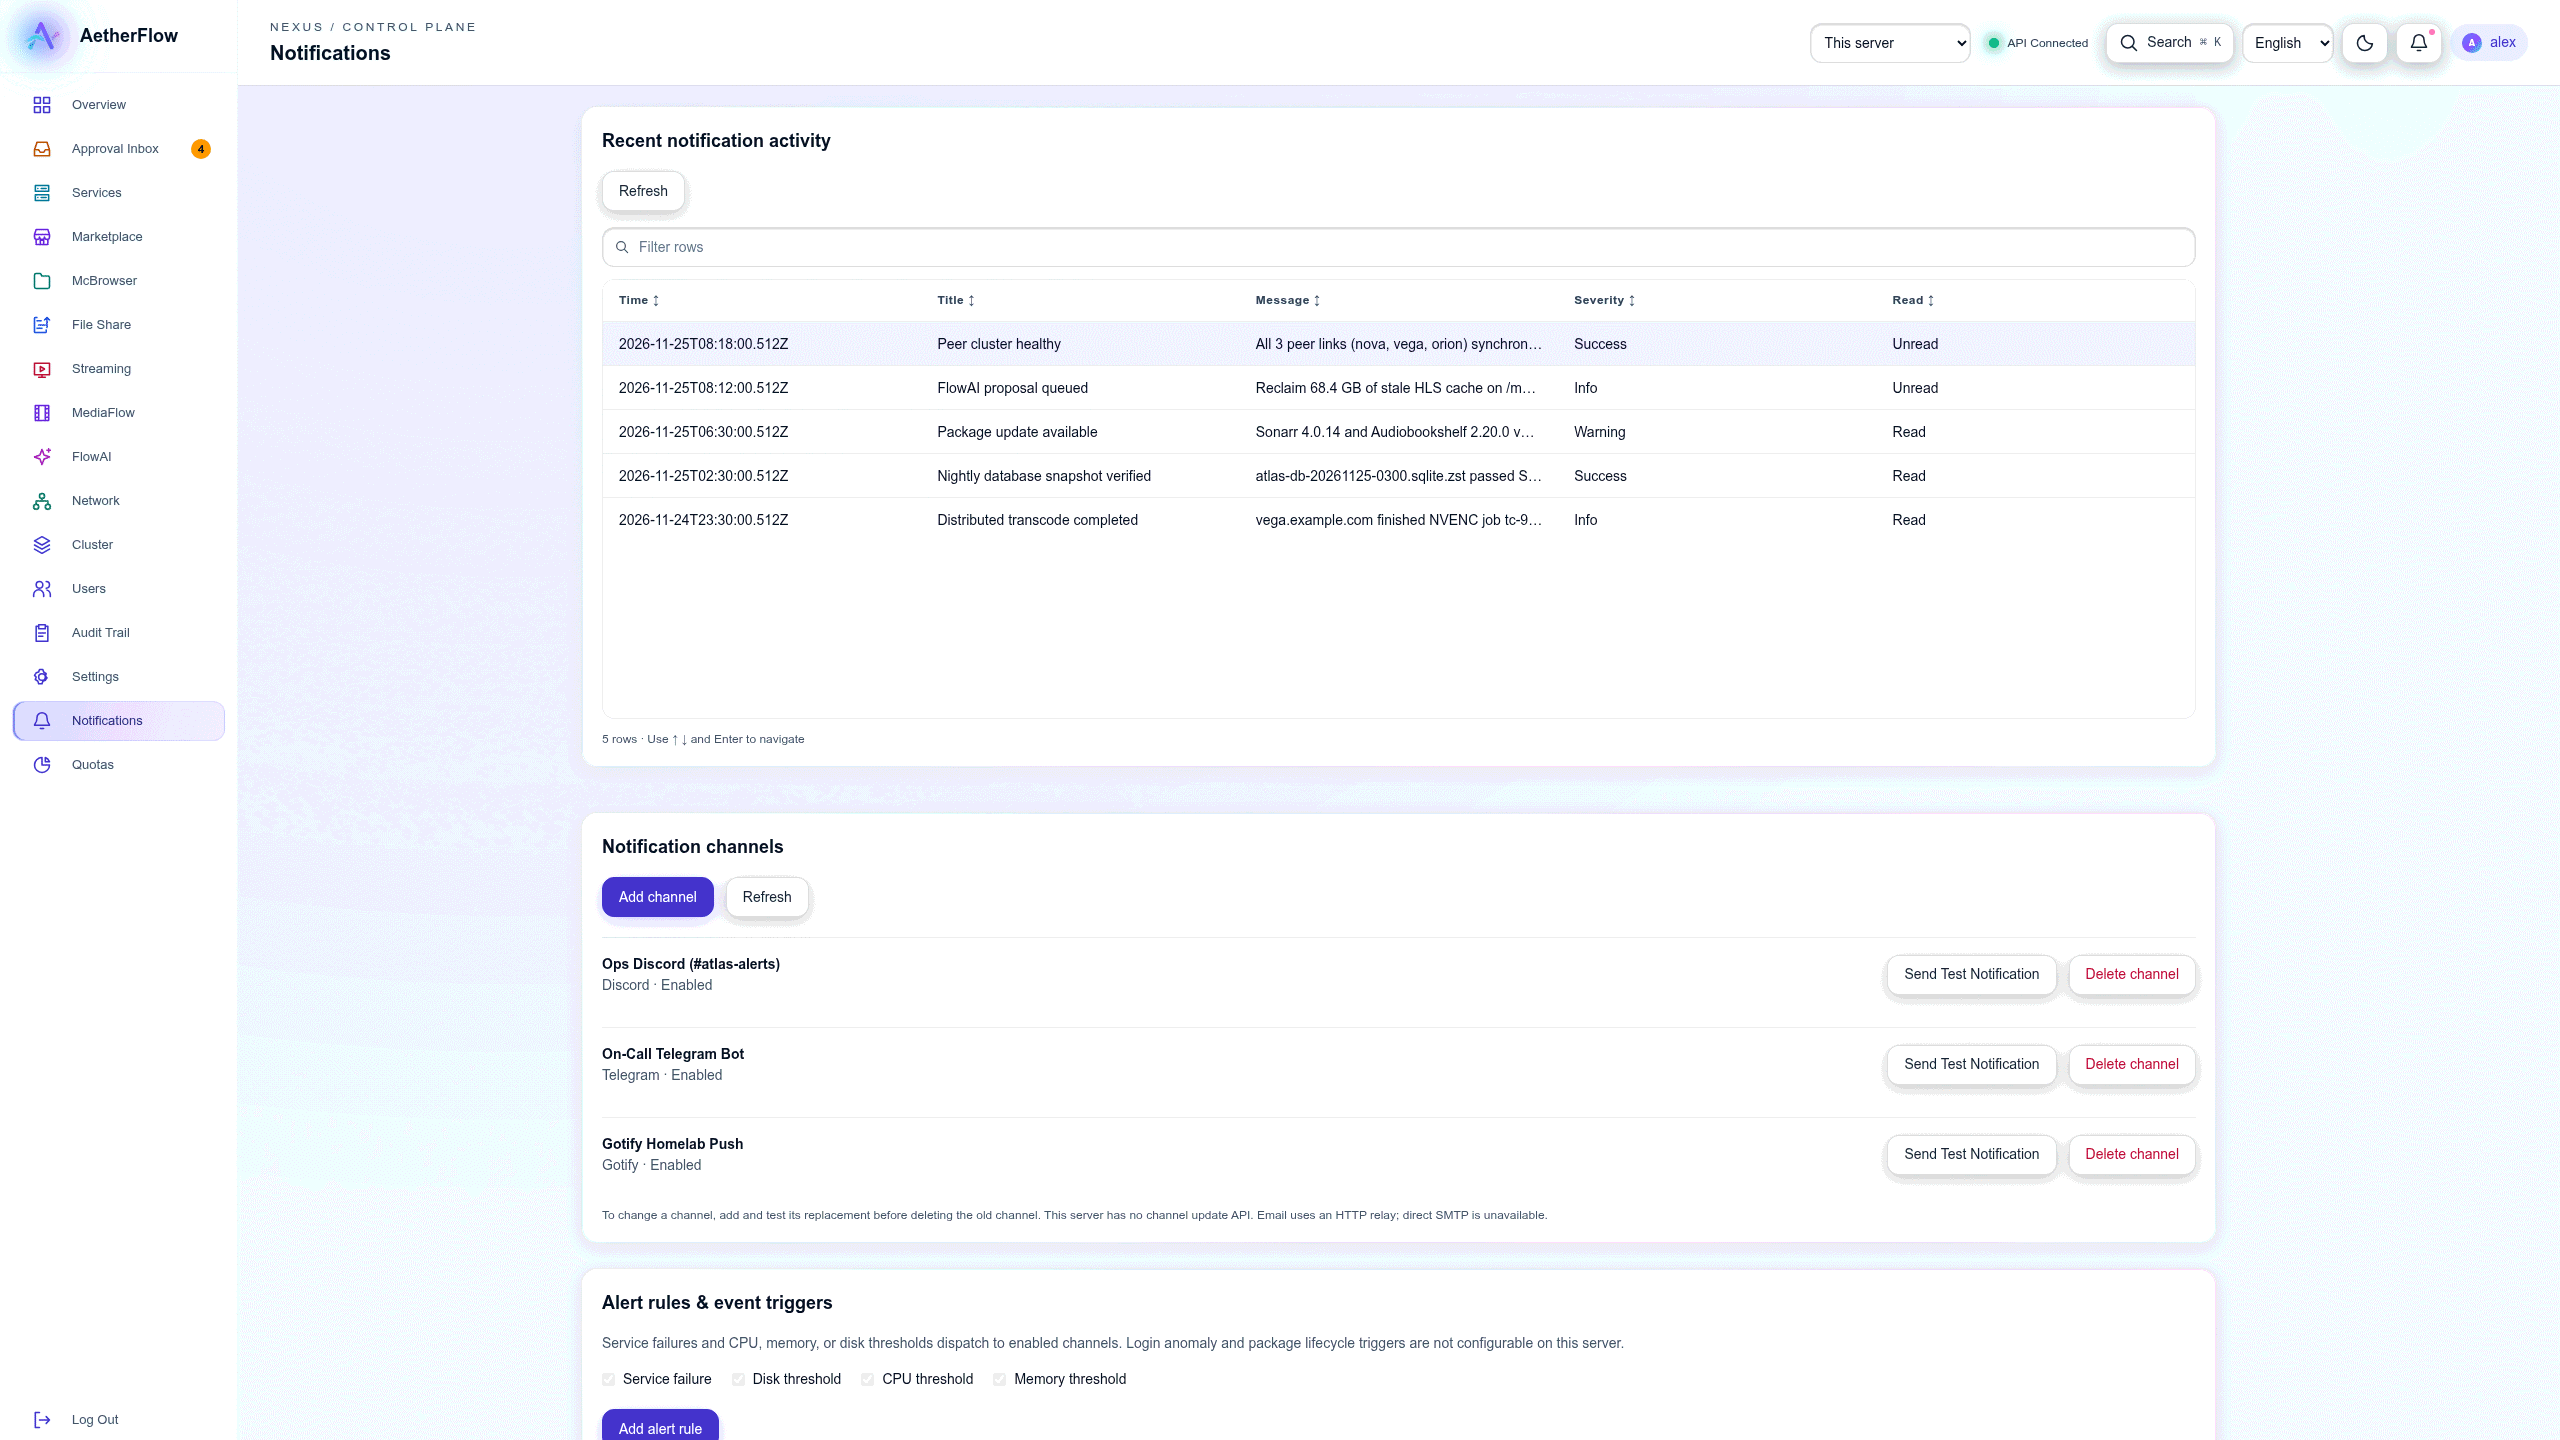 AetherFlow
NEXUS / CONTROL PLANE
Notifications
This server
API Connected
Search ⌘ K
English
A alex
Overview
Approval Inbox 4
Services
Marketplace
McBrowser
File Share
Streaming
MediaFlow
FlowAI
Network
Cluster
Users
Audit Trail
Settings
Notifications
Quotas
Log Out
Recent notification activity
Refresh
Filter rows
Time ↕ Title ↕ Message ↕ Severity ↕ Read ↕
2026-11-25T08:18:00.512Z Peer cluster healthy All 3 peer links (nova, vega, orion) synchron… Success Unread
2026-11-25T08:12:00.512Z FlowAI proposal queued Reclaim 68.4 GB of stale HLS cache on /m… Info Unread
2026-11-25T06:30:00.512Z Package update available Sonarr 4.0.14 and Audiobookshelf 2.20.0 v… Warning Read
2026-11-25T02:30:00.512Z Nightly database snapshot verified atlas-db-20261125-0300.sqlite.zst passed S… Success Read
2026-11-24T23:30:00.512Z Distributed transcode completed vega.example.com finished NVENC job tc-9… Info Read
5 rows · Use ↑ ↓ and Enter to navigate
Notification channels
Add channel Refresh
Ops Discord (#atlas-alerts)
Discord · Enabled
Send Test Notification Delete channel
On-Call Telegram Bot
Telegram · Enabled
Send Test Notification Delete channel
Gotify Homelab Push
Gotify · Enabled
Send Test Notification Delete channel
To change a channel, add and test its replacement before deleting the old channel. This server has no channel update API. Email uses an HTTP relay; direct SMTP is unavailable.
Alert rules & event triggers
Service failures and CPU, memory, or disk thresholds dispatch to enabled channels. Login anomaly and package lifecycle triggers are not configurable on this server.
Service failure Disk threshold CPU threshold Memory threshold
Add alert rule